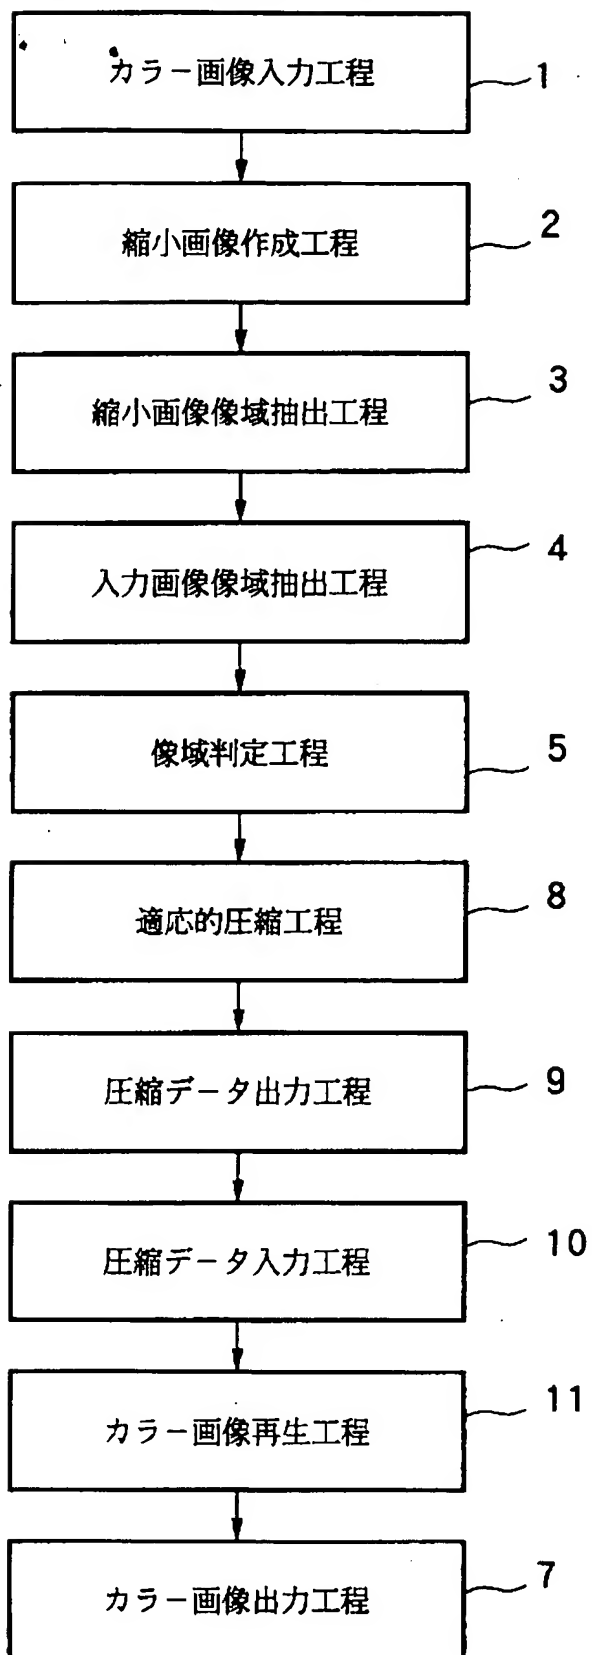 カラー画像入力工程 1
縮小画像作成工程 2
縮小画像像域抽出工程 3
入力画像像域抽出工程 4
像域判定工程 5
適応的圧縮工程 8
圧縮データ出力工程 9
圧縮データ入力工程 10
カラー画像再生工程 11
カラー画像出力工程 7